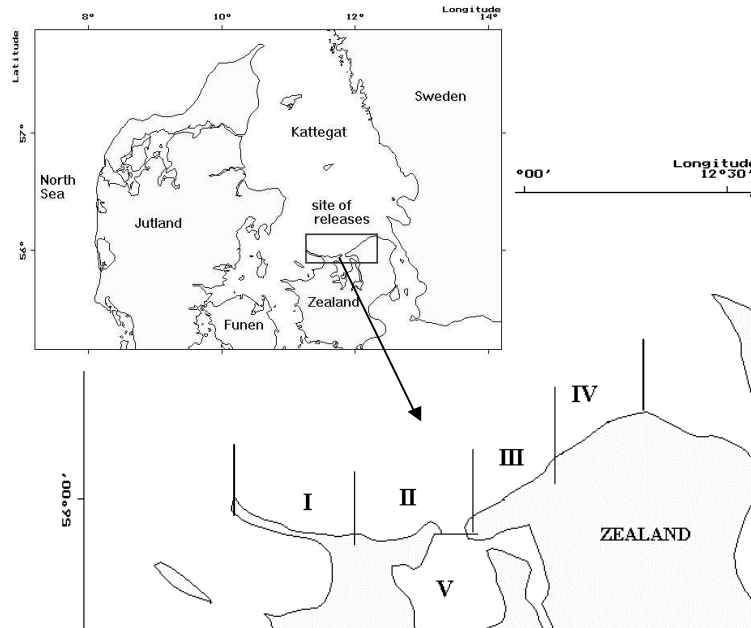 Longitude
8°
10°
12°
14°
Latitude
Sweden
Kattegat
57°
Longitude
°00'
12°30'
North
Sea
site of
releases
Jutland
56°
Zealand
Funen
IV
III
II
I
56°00'
ZEALAND
V